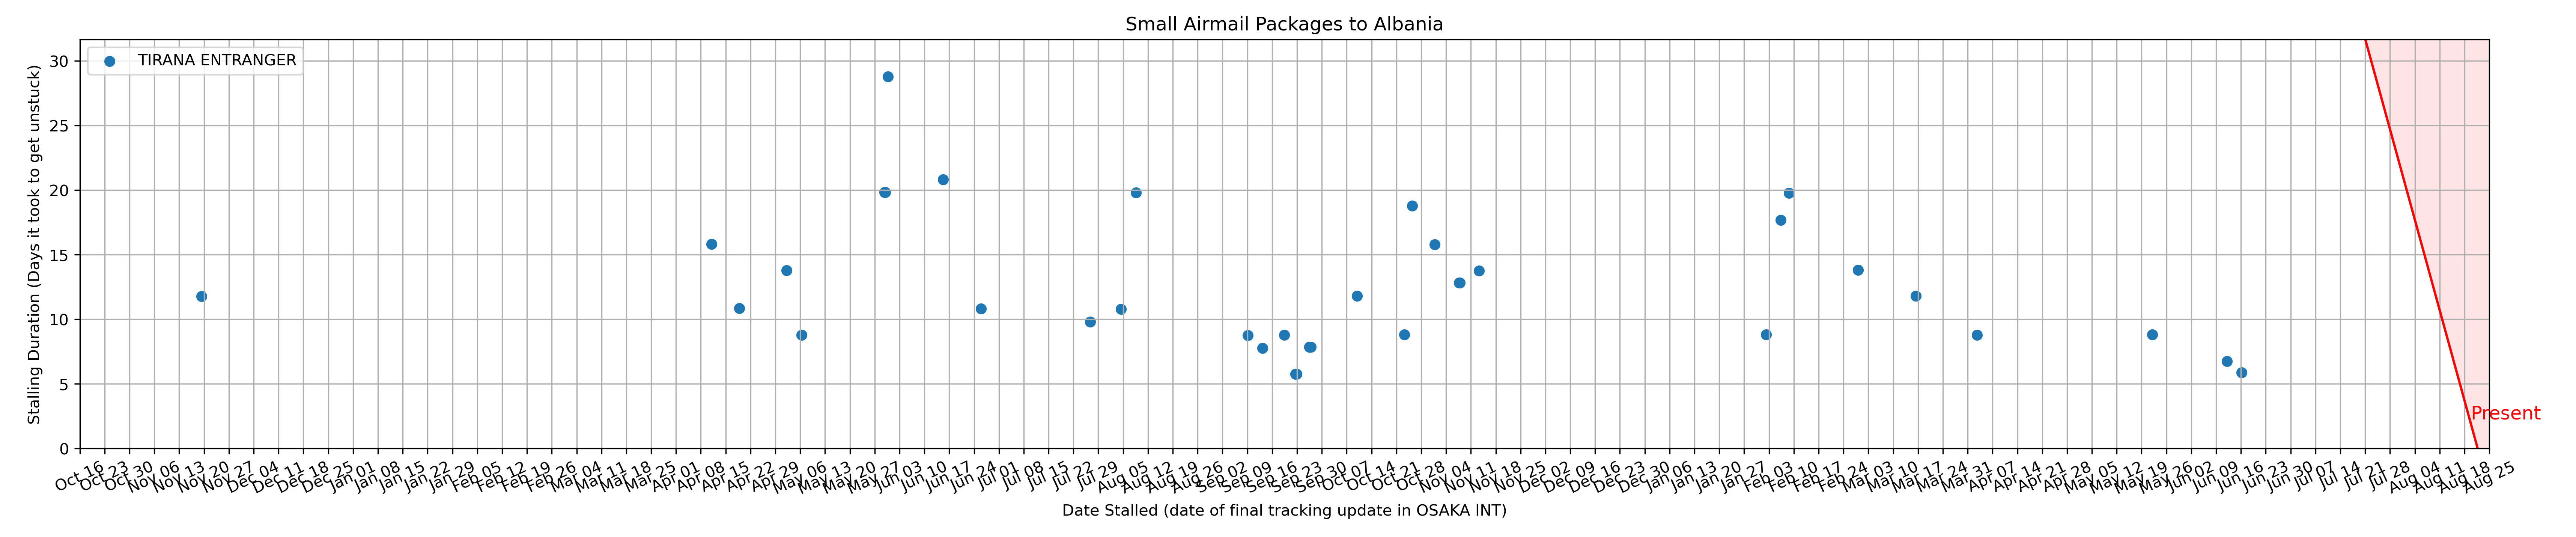 Small Airmail Packages to Albania
TIRANA ENTRANGER
Stalling Duration (Days it took to get unstuck)
30
25
20
15
10
5
0
Present
Oct 16
Oct 23
Oct 30
Nov 06
Nov 13
Nov 20
Nov 27
Dec 04
Dec 11
Dec 18
Dec 25
Jan 01
Jan 08
Jan 15
Jan 22
Jan 29
Feb 05
Feb 12
Feb 19
Feb 26
Mar 04
Mar 11
Mar 18
Mar 25
Apr 01
Apr 08
Apr 15
Apr 22
Apr 29
May 06
May 13
May 20
May 27
Jun 03
Jun 10
Jun 17
Jun 24
Jul 01
Jul 08
Jul 15
Jul 22
Jul 29
Aug 05
Aug 12
Aug 19
Aug 26
Sep 02
Sep 09
Sep 16
Sep 23
Sep 30
Oct 07
Oct 14
Oct 21
Oct 28
Nov 04
Nov 11
Nov 18
Nov 25
Dec 02
Dec 09
Dec 16
Dec 23
Dec 30
Jan 06
Jan 13
Jan 20
Jan 27
Feb 03
Feb 10
Feb 17
Feb 24
Mar 03
Mar 10
Mar 17
Mar 24
Mar 31
Apr 07
Apr 14
Apr 21
Apr 28
May 05
May 12
May 19
May 26
Jun 02
Jun 09
Jun 16
Jun 23
Jun 30
Jul 07
Jul 14
Jul 21
Jul 28
Aug 04
Aug 11
Aug 18
Aug 25
Date Stalled (date of final tracking update in OSAKA INT)